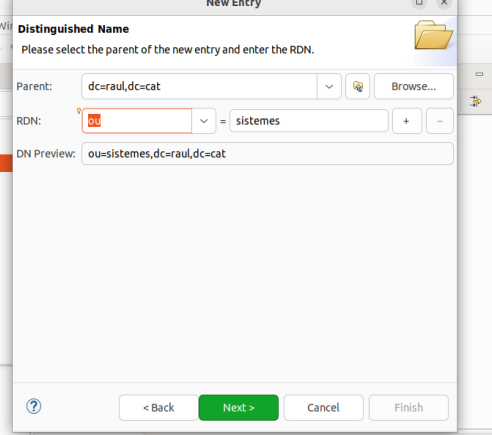 New Entry
Distinguished Name
Please select the parent of the new entry and enter the RDN.
Parent: dc=raul,dc=cat Browse...
RDN: ou = sistemes + -
DN Preview: ou=sistemes,dc=raul,dc=cat
? < Back Next > Cancel Finish